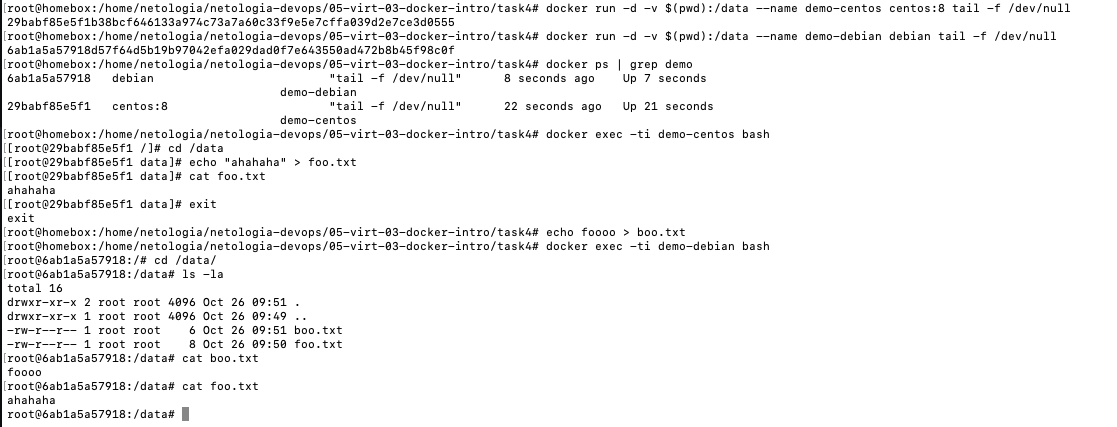 [root@homebox:/home/netologia/netologia-devops/05-virt-03-docker-intro/task4# docker run -d -v $(pwd):/data --name demo-centos centos:8 tail -f /dev/null
29babf85e5f1b38bcf646133a974c73a7a60c33f9e5e7cffa039d2e7ce3d0555
[root@homebox:/home/netologia/netologia-devops/05-virt-03-docker-intro/task4# docker run -d -v $(pwd):/data --name demo-debian debian tail -f /dev/null
6ab1a5a57918d57f64d5b19b97042efa029dad0f7e643550ad472b8b45f98c0f
[root@homebox:/home/netologia/netologia-devops/05-virt-03-docker-intro/task4# docker ps | grep demo
6ab1a5a57918   debian                         "tail -f /dev/null"      8 seconds ago    Up 7 seconds
                                       demo-debian
29babf85e5f1   centos:8                       "tail -f /dev/null"      22 seconds ago   Up 21 seconds
                                       demo-centos
[root@homebox:/home/netologia/netologia-devops/05-virt-03-docker-intro/task4# docker exec -ti demo-centos bash
[[root@29babf85e5f1 /]# cd /data
[[root@29babf85e5f1 data]# echo "ahahaha" > foo.txt
[[root@29babf85e5f1 data]# cat foo.txt
ahahaha
[[root@29babf85e5f1 data]# exit
exit
[root@homebox:/home/netologia/netologia-devops/05-virt-03-docker-intro/task4# echo foooo > boo.txt
[root@homebox:/home/netologia/netologia-devops/05-virt-03-docker-intro/task4# docker exec -ti demo-debian bash
[root@6ab1a5a57918:/# cd /data/
[root@6ab1a5a57918:/data# ls -la
total 16
drwxr-xr-x 2 root root 4096 Oct 26 09:51 .
drwxr-xr-x 1 root root 4096 Oct 26 09:49 ..
-rw-r--r-- 1 root root    6 Oct 26 09:51 boo.txt
-rw-r--r-- 1 root root    8 Oct 26 09:50 foo.txt
[root@6ab1a5a57918:/data# cat boo.txt
foooo
[root@6ab1a5a57918:/data# cat foo.txt
ahahaha
root@6ab1a5a57918:/data#